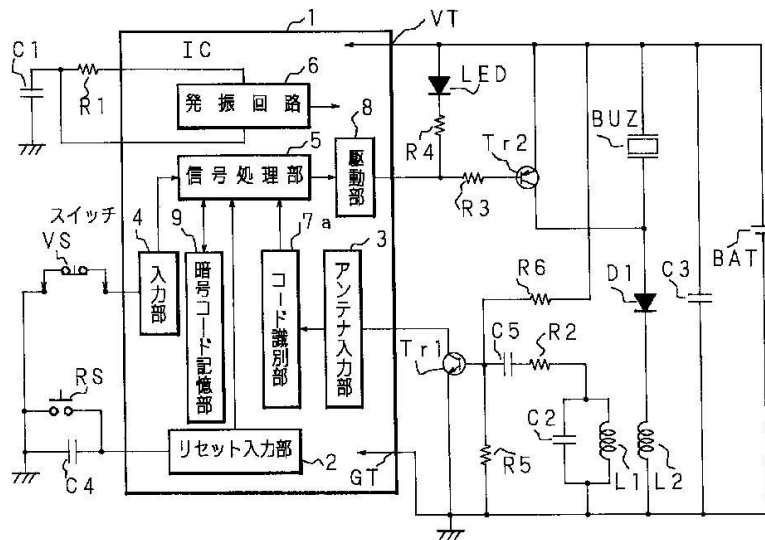 1
VT
IC
C1
R1
6
発振回路
LED
8
R4
BUZ
5
Tr2
信号処理部
駆動部
R3
スイッチ
4
9
7a
3
VS
入力部
暗号コード記憶部
コード識別部
アンテナ入力部
R6
D1
C3
BAT
C5
R2
Tr1
RS
C2
リセット入力部
2
C4
GT
R5
L1
L2